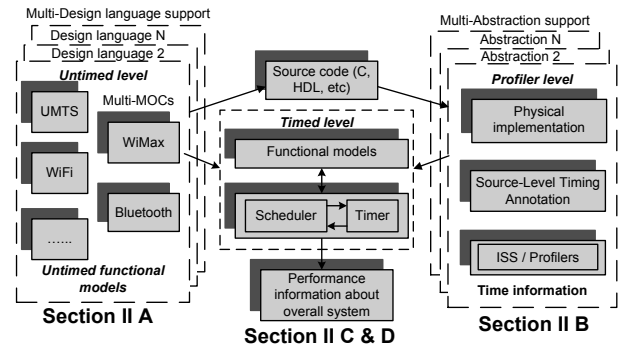 Multi-Design language support
Design language N
Design language 2
Untimed level
UMTS
Multi-MOCs
WiMax
WiFi
Bluetooth
…...
Untimed functional
models
Section II A
Source code (C,
HDL, etc)
Timed level
Functional models
Scheduler
Timer
Performance
information about
overall system
Section II C & D
Multi-Abstraction support
Abstraction N
Abstraction 2
Profiler level
Physical
implementation
Source-Level Timing
Annotation
ISS / Profilers
Time information
Section II B